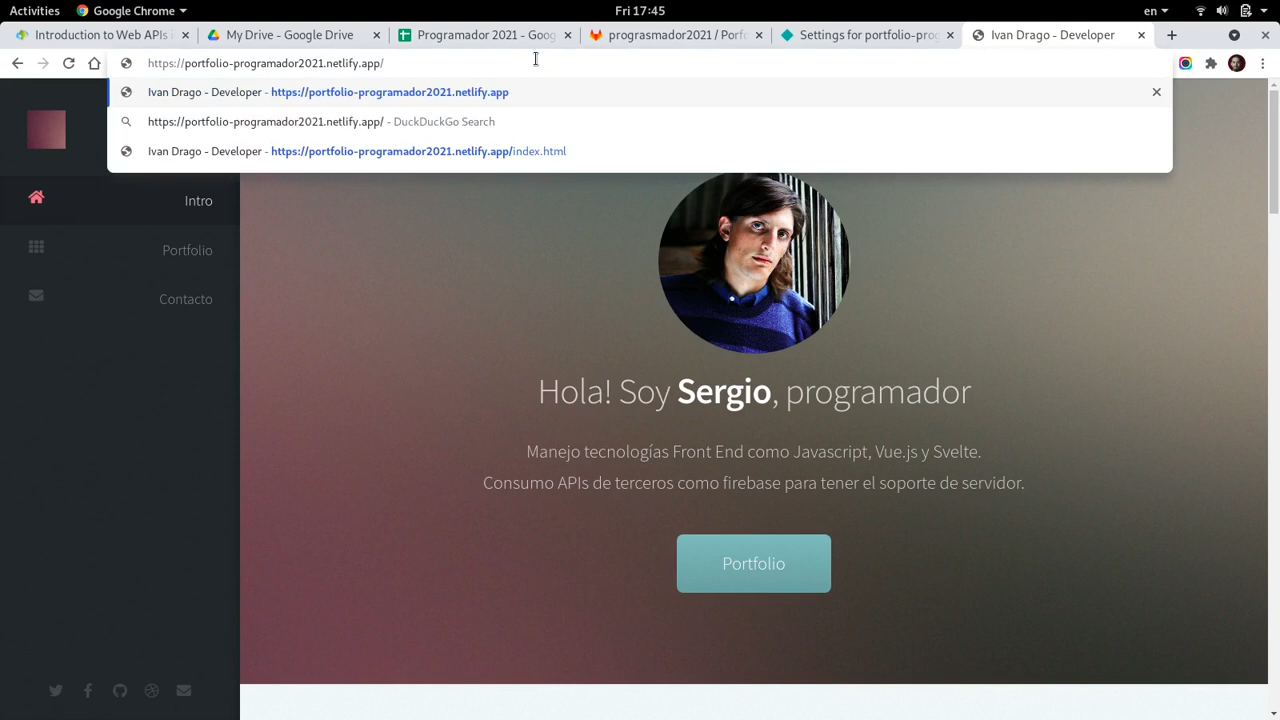 Activities Google Chrome Fri 17:45 en
Introduction to Web APIs i My Drive - Google Drive Programador 2021 - Goog prograsmador2021 / Portfo Settings for portfolio-prog Ivan Drago - Developer
https://portfolio-programador2021.netlify.app/
Ivan Drago - Developer - https://portfolio-programador2021.netlify.app
https://portfolio-programador2021.netlify.app/ - DuckDuckGo Search
Ivan Drago - Developer - https://portfolio-programador2021.netlify.app/index.html
Intro
Portfolio
Contacto
Hola! Soy Sergio, programador
Manejo tecnologías Front End como Javascript, Vue.js y Svelte.
Consumo APIs de terceros como firebase para tener el soporte de servidor.
Portfolio